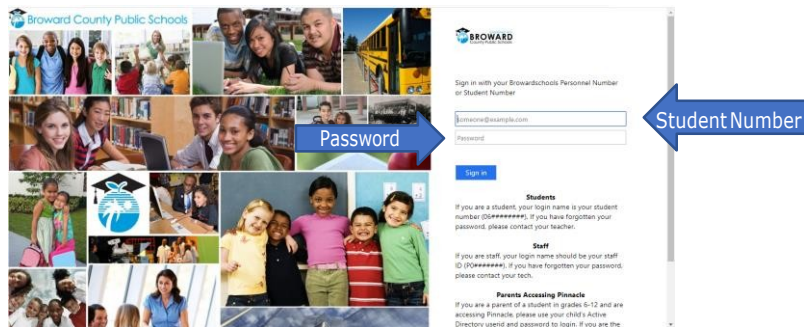 Broward County Public Schools
BROWARD
County Public Schools
Sign in with your Browardschools Personnel Number
or Student Number
someone@example.com
Password
Sign in
Password
Student Number
Students
If you are a student, your login name is your student
number (06########). If you have forgotten your
password, please contact your teacher.
Staff
If you are staff, your login name should be your staff
ID (P0#######). If you have forgotten your password,
please contact your tech.
Parents Accessing Pinnacle
If you are a parent of a student in grades 6-12 and are
accessing Pinnacle, please use your child's Active
Directory userid and password to login. If you are the